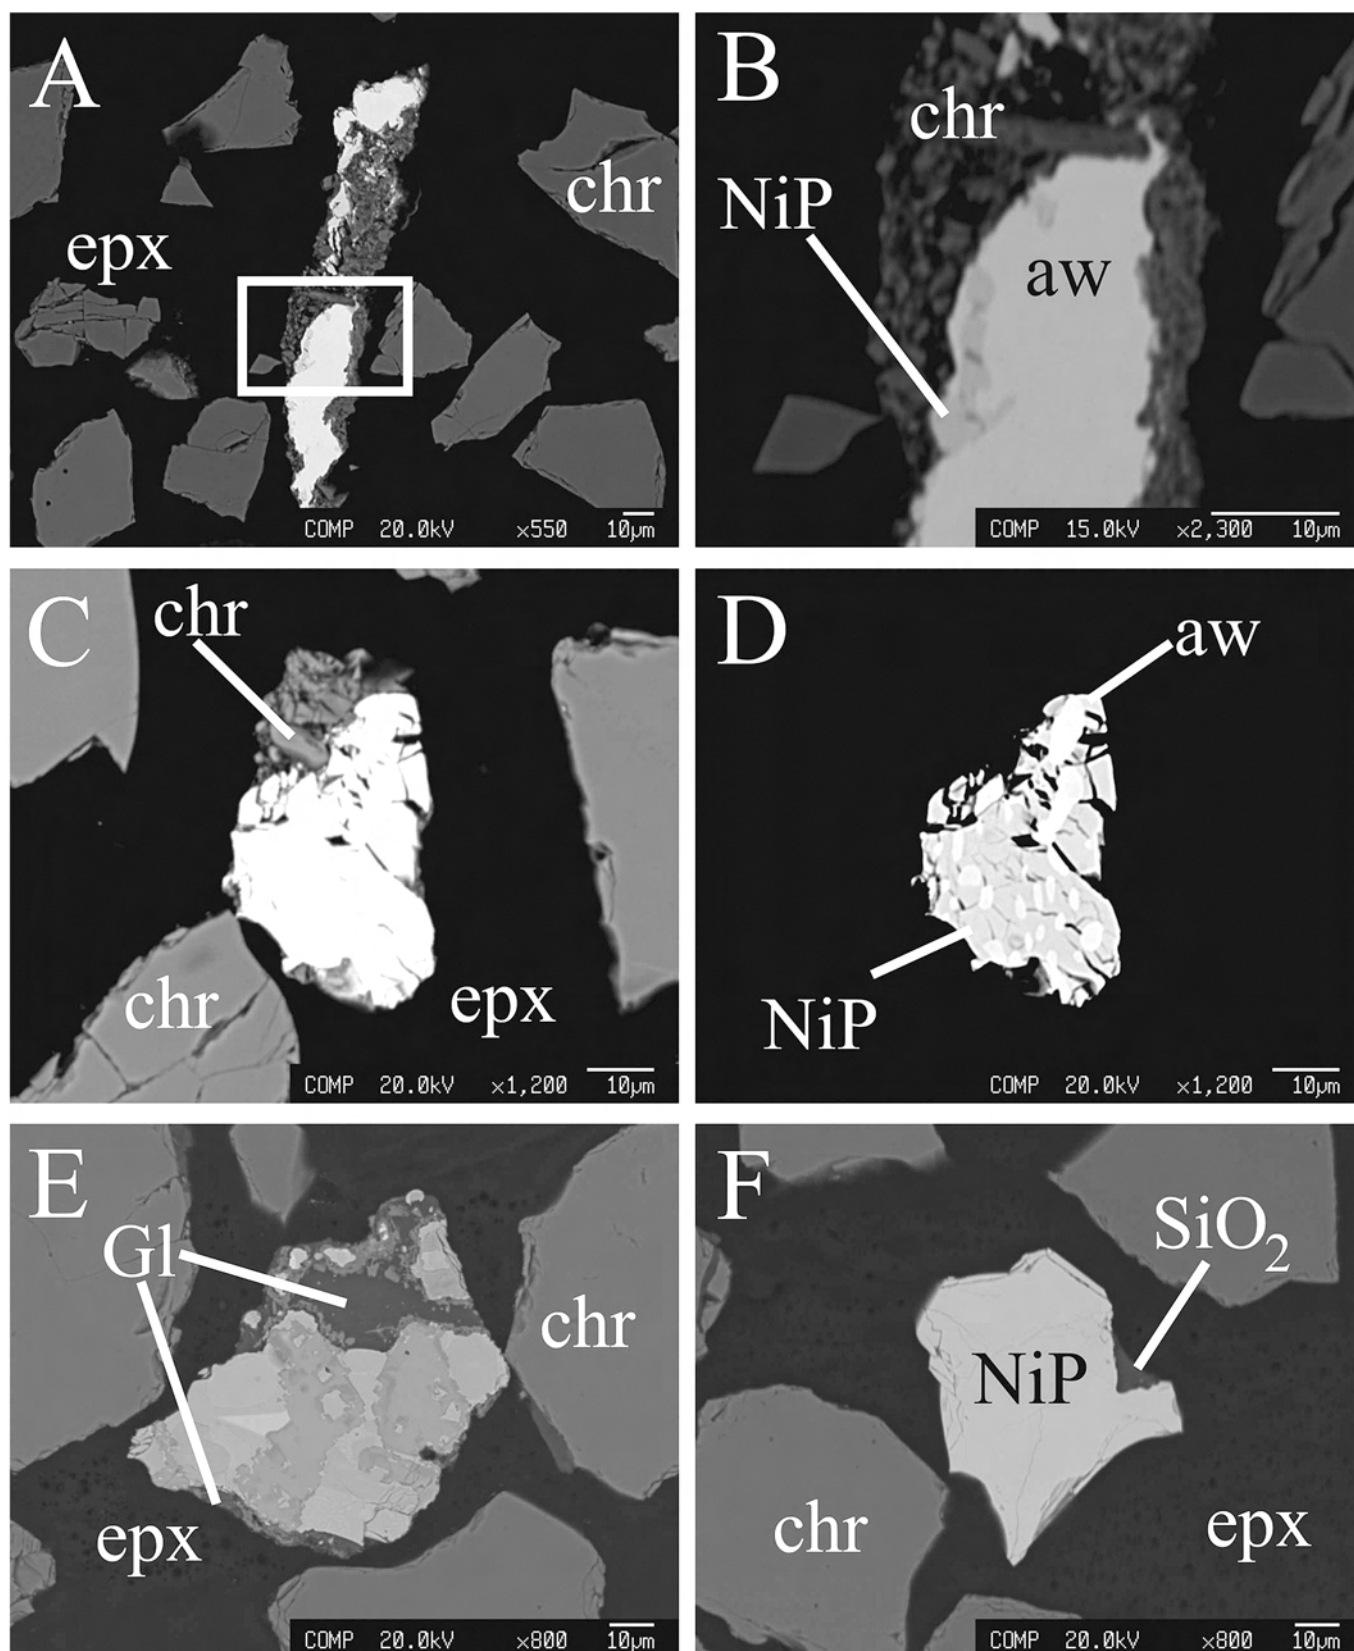 A
chr
epx
COMP 20.0kV ×550 10μm
B
chr
NiP
aw
COMP 15.0kV ×2,300 10μm
C
chr
chr
epx
COMP 20.0kV ×1,200 10μm
D
aw
NiP
COMP 20.0kV ×1,200 10μm
E
Gl
chr
epx
COMP 20.0kV ×800 10μm
F
SiO₂
NiP
chr
epx
COMP 20.0kV ×800 10μm